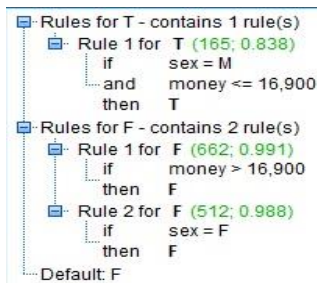 Rules for T - contains 1 rule(s)
Rule 1 for T (165; 0.838)
if sex = M
and money <= 16,900
then T
Rules for F - contains 2 rule(s)
Rule 1 for F (662; 0.991)
if money > 16,900
then F
Rule 2 for F (512; 0.988)
if sex = F
then F
Default: F